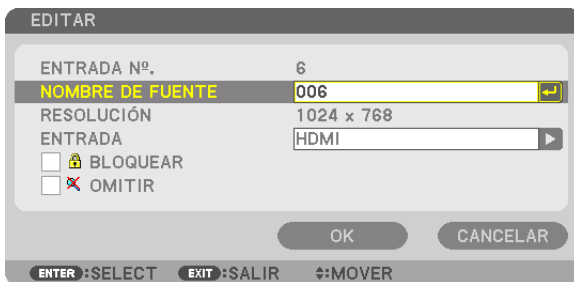 EDITAR
ENTRADA Nº. 6
NOMBRE DE FUENTE 006
RESOLUCIÓN 1024 x 768
ENTRADA HDMI
BLOQUEAR
OMITIR
OK CANCELAR
ENTER :SELECT EXIT :SALIR :MOVER